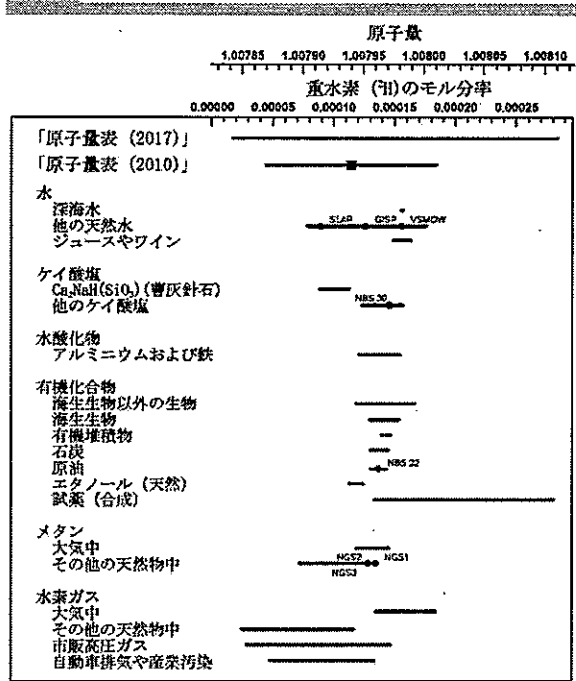 原子量
1.00785 1.00790 1.00795 1.00800 1.00805 1.00810
重水素 (²H)のモル分率
0.00000 0.00005 0.00010 0.00015 0.00020 0.00025
「原子量表 (2017)」
「原子量表 (2010)」
水
深海水
他の天然水 SLAP GISP VSMOW
ジュースやワイン
ケイ酸塩
Ca₂NaH(SiO₃) (曹灰針石)
他のケイ酸塩 NBS 30
水酸化物
アルミニウムおよび鉄
有機化合物
海生生物以外の生物
海生生物
有機堆積物
石炭
原油 NBS 22
エタノール (天然)
試薬 (合成)
メタン
大気中
その他の天然物中 NGS2 NGS1
NGS3
水素ガス
大気中
その他の天然物中
市販高圧ガス
自動車排気や産業汚染